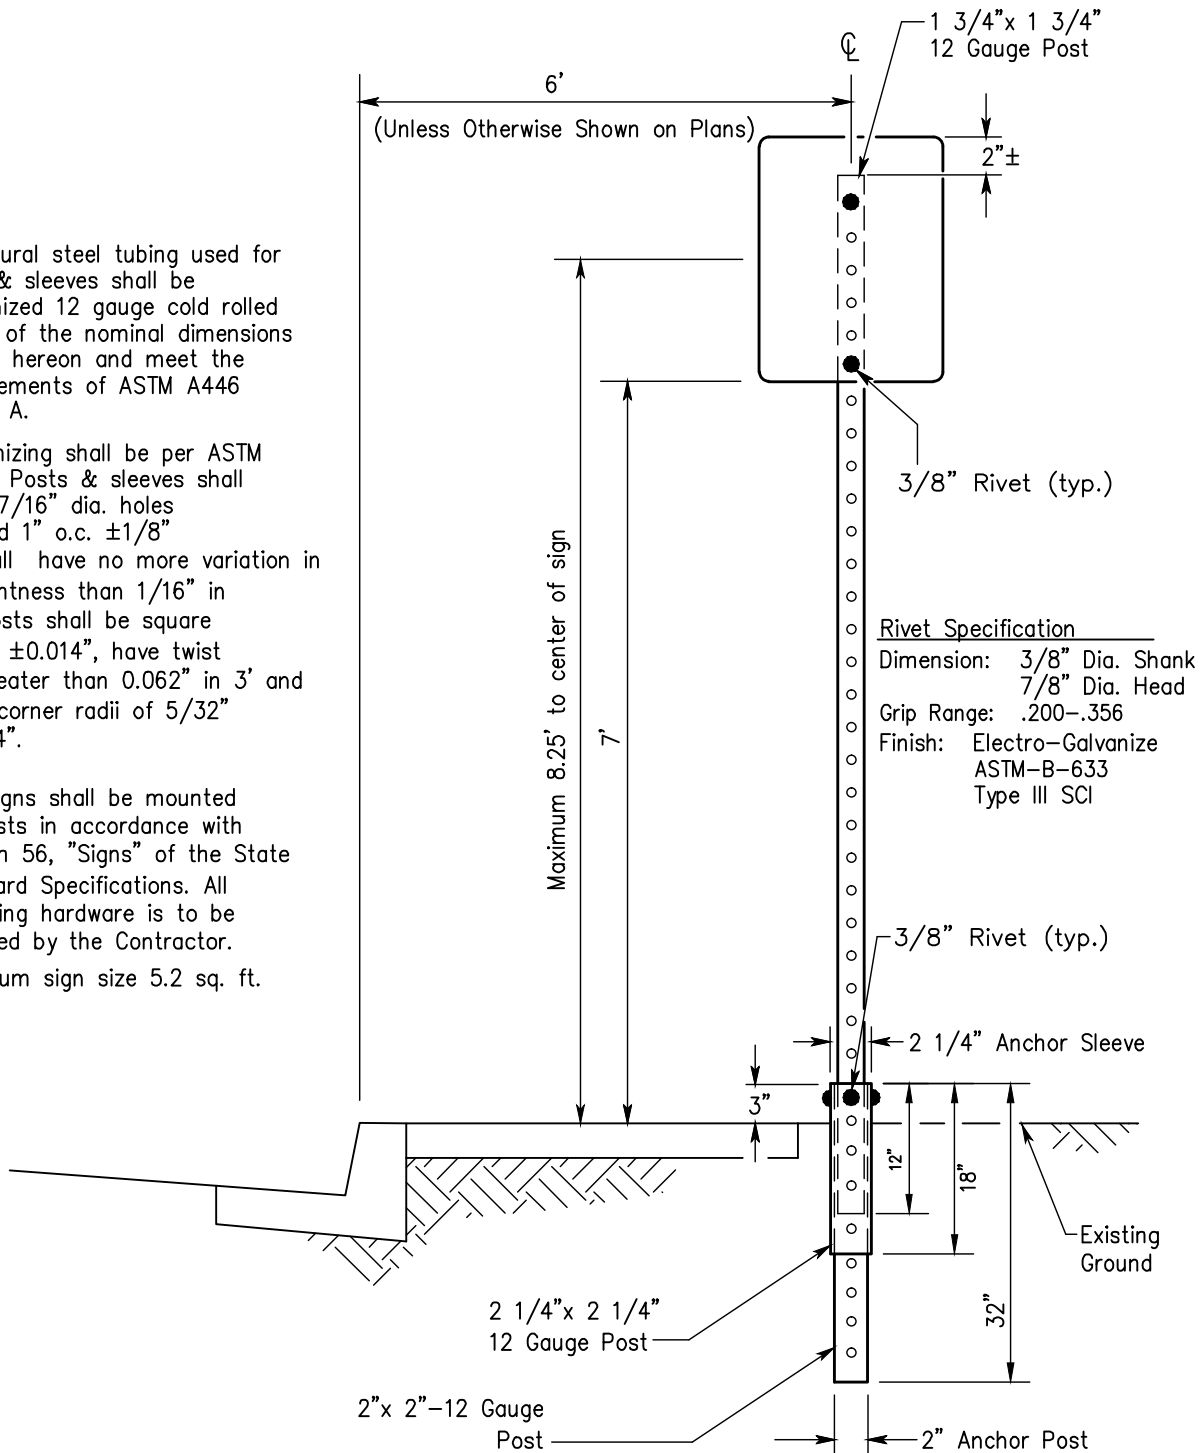 1 3/4"x 1 3/4"
12 Gauge Post
℄
6'
(Unless Otherwise Shown on Plans)
2"±
ural steel tubing used for
& sleeves shall be
nized 12 gauge cold rolled
of the nominal dimensions
hereon and meet the
ements of ASTM A446
A.
nizing shall be per ASTM
Posts & sleeves shall
7/16" dia. holes
d 1" o.c. ±1/8"
all have no more variation in
ntness than 1/16" in
sts shall be square
±0.014", have twist
eater than 0.062" in 3' and
corner radii of 5/32"
4".
igns shall be mounted
sts in accordance with
n 56, "Signs" of the State
ard Specifications. All
ing hardware is to be
ed by the Contractor.
um sign size 5.2 sq. ft.
Maximum 8.25' to center of sign
7'
3/8" Rivet (typ.)
Rivet Specification
Dimension: 3/8" Dia. Shank
7/8" Dia. Head
Grip Range: .200-.356
Finish: Electro-Galvanize
ASTM-B-633
Type III SCI
3/8" Rivet (typ.)
2 1/4" Anchor Sleeve
3"
12"
18"
32"
Existing
Ground
2 1/4"x 2 1/4"
12 Gauge Post
2"x 2"-12 Gauge
Post
2" Anchor Post